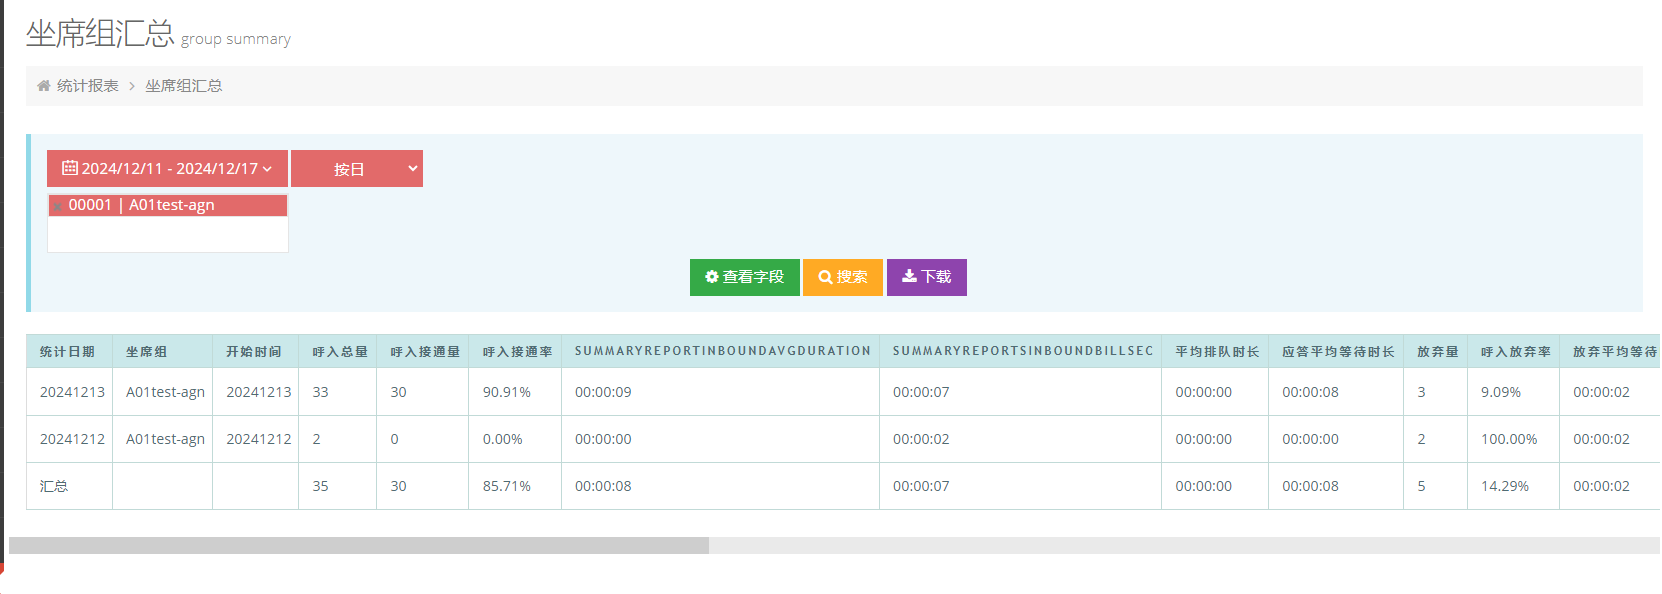 坐席组汇总 group summary
统计报表 > 坐席组汇总
2024/12/11 - 2024/12/17 按日
00001 | A01test-agn
查看字段 搜索 下载
统计日期 坐席组 开始时间 呼入总量 呼入接通量 呼入接通率 SUMMARYREPORTINBOUNDAVGDURATION SUMMARYREPORTSINBOUNDBILLSEC 平均排队时长 应答平均等待时长 放弃量 呼入放弃率 放弃平均等待
20241213 A01test-agn 20241213 33 30 90.91% 00:00:09 00:00:07 00:00:00 00:00:08 3 9.09% 00:00:02
20241212 A01test-agn 20241212 2 0 0.00% 00:00:00 00:00:02 00:00:00 00:00:00 2 100.00% 00:00:02
汇总 35 30 85.71% 00:00:08 00:00:07 00:00:00 00:00:08 5 14.29% 00:00:02